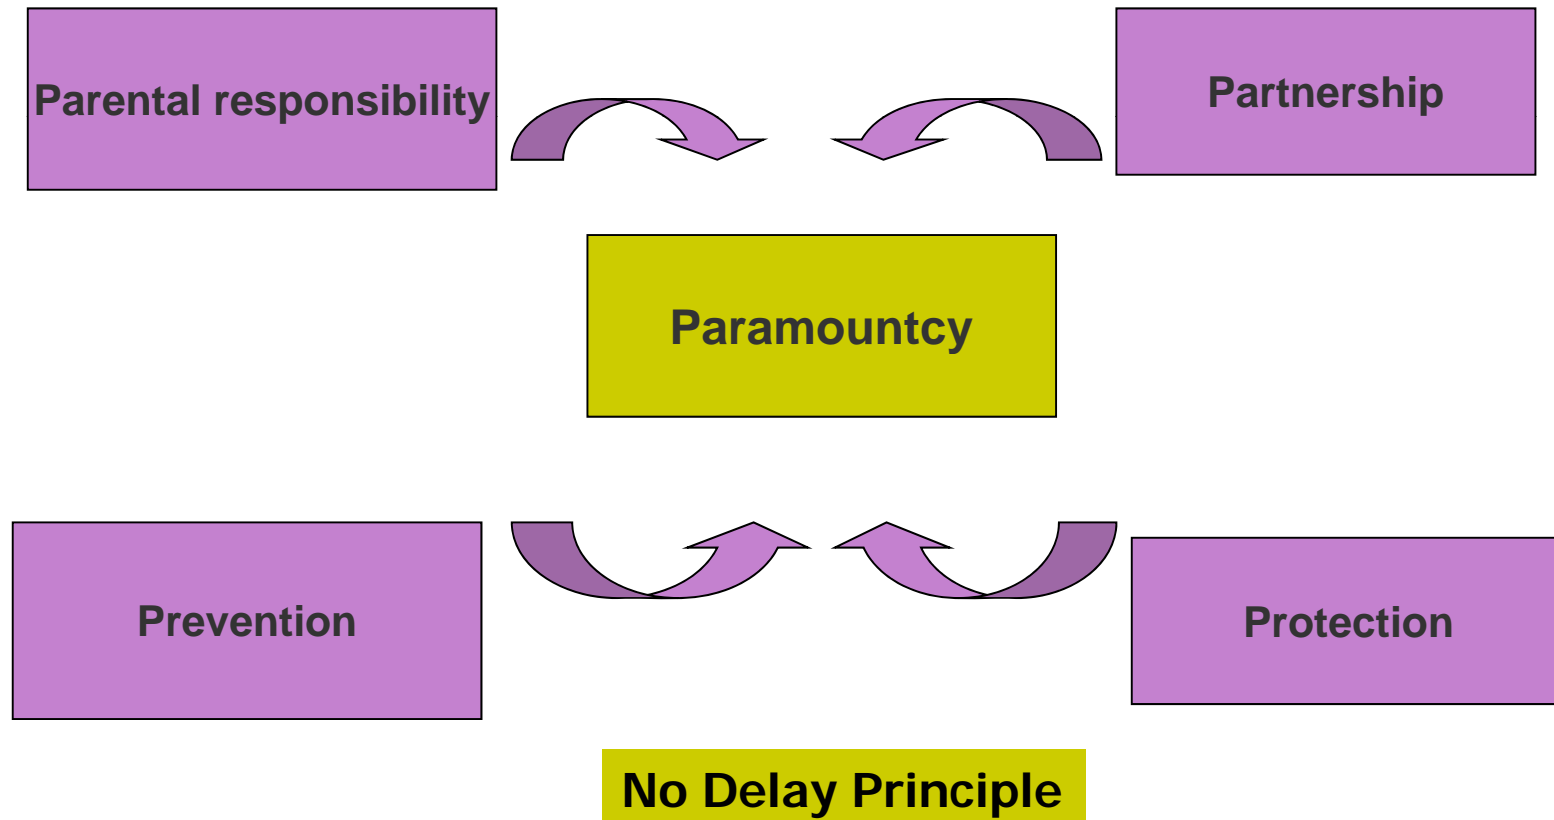 Parental responsibility
Partnership
Paramountcy
Prevention
Protection
No Delay Principle